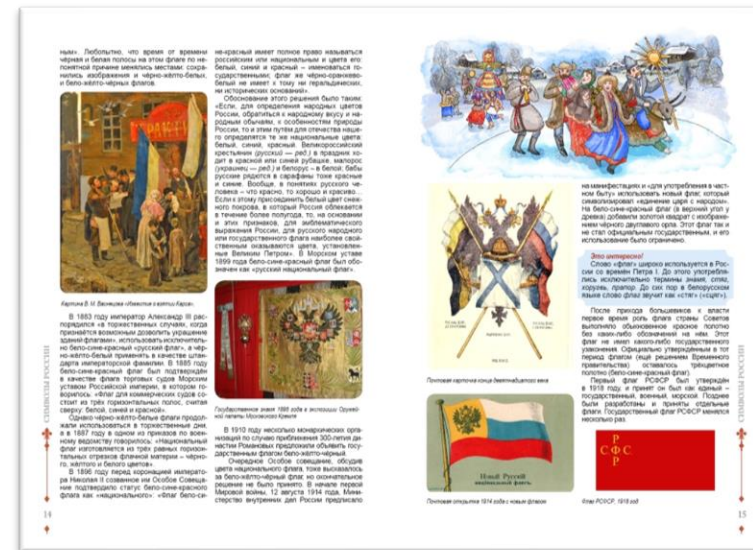 ным». Любопытно, что время от времени
чёрная и белая полосы на этом флаге по не-
понятной причине менялись местами: сохра-
нились изображения и чёрно-жёлто-белых,
и бело-жёлто-чёрных флагов.
Картина В. М. Васнецова «Известие о взятии Карса»
В 1883 году император Александр III рас-
порядился «в торжественных случаях, когда
признаётся возможным дозволить украшение
зданий флагами», использовать исключитель-
но бело-сине-красный «русский флаг», а чёр-
но-жёлто-белый применять в качестве штан-
дарта императорской фамилии. В 1885 году
бело-сине-красный флаг был подтверждён
в качестве флага торговых судов Морским
уставом Российской империи, в котором го-
ворилось: «Флаг для коммерческих судов со-
стоит из трёх горизонтальных полос, считая
сверху: белой, синей и красной».
Однако чёрно-жёлто-белые флаги продол-
жали использоваться в торжественные дни,
а в 1887 году в одном из приказов по воен-
ному ведомству говорилось: «Национальный
флаг изготовляется из трёх равных горизон-
тальных отрезков флачной материи – чёрно-
го, жёлтого и белого цветов».
В 1896 году перед коронацией императо-
ра Николая II созванное им Особое Совеща-
ние подтвердило статус бело-сине-красного
флага как «национального»: «Флаг бело-си-
не-красный имеет полное право называться
российским или национальным и цвета его:
белый, синий и красный – именоваться го-
сударственными; флаг же чёрно-оранжево-
белый не имеет к тому ни геральдических,
ни исторических оснований».
Обоснование этого решения было таким:
«Если, для определения народных цветов
России, обратиться к народному вкусу и на-
родным обычаям, к особенностям природы
России, то и этим путём для отечества наше-
го определятся те же национальные цвета:
белый, синий, красный. Великороссийский
крестьянин (русский — ред.) в праздник хо-
дит в красной или синей рубашке, малорос
(украинец — ред.) и белорус – в белой; бабы
русские рядятся в сарафаны тоже красные
и синие. Вообще, в понятиях русского че-
ловека – что красно, то хорошо и красиво...
Если к этому присоединить белый цвет снеж-
ного покрова, в который Россия облекается
в течение более полугода, то, на основании
и этих признаков, для эмблематического
выражения России, для русского народного
или государственного флага наиболее свой-
ственным оказываются цвета, установлен-
ные Великим Петром». В Морском уставе
1899 года бело-сине-красный флаг был обо-
значен как «русский национальный флаг».
Государственное знамя 1883 года в экспозиции Оружей-
ной палаты Московского Кремля
В 1910 году несколько монархических орга-
низаций по случаю приближения 300-летия ди-
настии Романовых предложили объявить госу-
дарственным флагом бело-жёлто-чёрный.
Очередное Особое совещание, обсудив
цвета национального флага, тоже высказалось
за бело-жёлто-чёрный флаг, но окончательное
решение не было принято. В начале первой
Мировой войны, 12 августа 1914 года, Мини-
стерство внутренних дел России предписало
СИМВОЛЫ РОССИИ
14
Почтовая карточка конца девятнадцатого века
Новый Русскій
національный флагъ
Почтовая открытка 1914 года с новым флагом
на манифестациях и «для употребления в част-
ном быту» использовать новый флаг, который
символизировал «единение царя с народом».
На бело-сине-красный флаг (в верхний угол у
древка) добавили золотой квадрат с изображе-
нием чёрного двуглавого орла. Этот флаг так и
не стал официальным государственным, и его
использование было ограничено.
Это интересно!
Слово «флаг» широко используется в Рос-
сии со времён Петра I. До этого употребля-
лись исключительно термины знамя, стяг,
хоругвь, прапор. До сих пор в белорусском
языке слово флаг звучит как «стяг» («сцяг»).
После прихода большевиков к власти
первое время роль флага страны Советов
выполняло обыкновенное красное полотно
без каких-либо обозначений на нём. Этот
флаг не имел какого-либо государственного
узаконения. Официально утверждённым в тот
период флагом (ещё решением Временного
правительства) оставалось трёхцветное
полотно (бело-сине-красный флаг).
Первый флаг РСФСР был утверждён
в 1918 году, и принят он был как единый –
государственный, военный, морской. Позднее
были разработаны и приняты отдельные
флаги. Государственный флаг РСФСР менялся
несколько раз.
Р
С Ф С
Р
Флаг РСФСР, 1918 год
СИМВОЛЫ РОССИИ
15